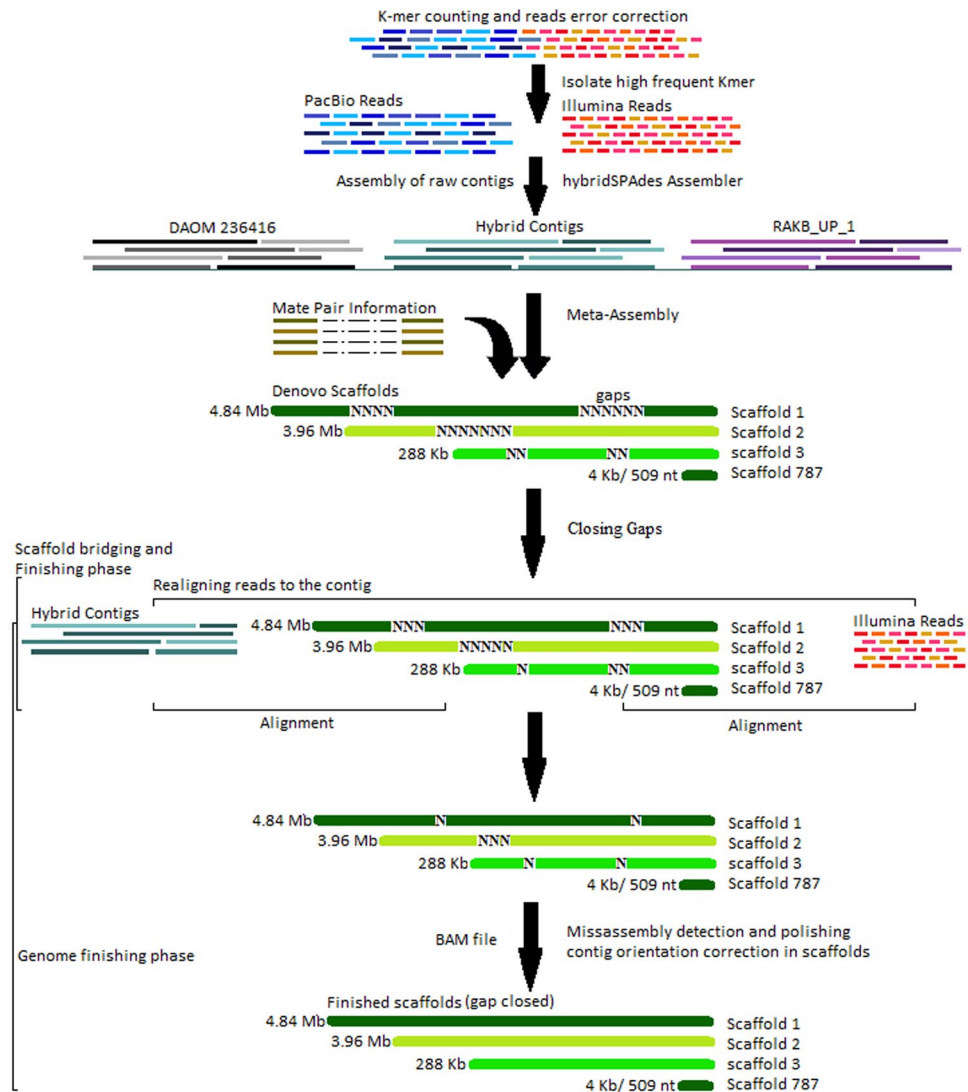 K-mer counting and reads error correction
Isolate high frequent Kmer
PacBio Reads
Illumina Reads
Assembly of raw contigs
hybridSPAdes Assembler
DAOM 236416
Hybrid Contigs
RAKB_UP_1
Mate Pair Information
Meta-Assembly
Denovo Scaffolds
gaps
4.84 Mb NNNN NNNNNN Scaffold 1
3.96 Mb NNNNNNN Scaffold 2
288 Kb NN NN scaffold 3
4 Kb/ 509 nt Scaffold 787
Closing Gaps
Scaffold bridging and
Finishing phase
Realigning reads to the contig
Hybrid Contigs
Illumina Reads
4.84 Mb NNN NNN Scaffold 1
3.96 Mb NNNNN Scaffold 2
288 Kb N NN scaffold 3
4 Kb/ 509 nt Scaffold 787
Alignment
Alignment
4.84 Mb N N Scaffold 1
3.96 Mb NNN Scaffold 2
288 Kb N N scaffold 3
4 Kb/ 509 nt Scaffold 787
BAM file
Missassembly detection and polishing
contig orientation correction in scaffolds
Genome finishing phase
Finished scaffolds (gap closed)
4.84 Mb Scaffold 1
3.96 Mb Scaffold 2
288 Kb scaffold 3
4 Kb/ 509 nt Scaffold 787